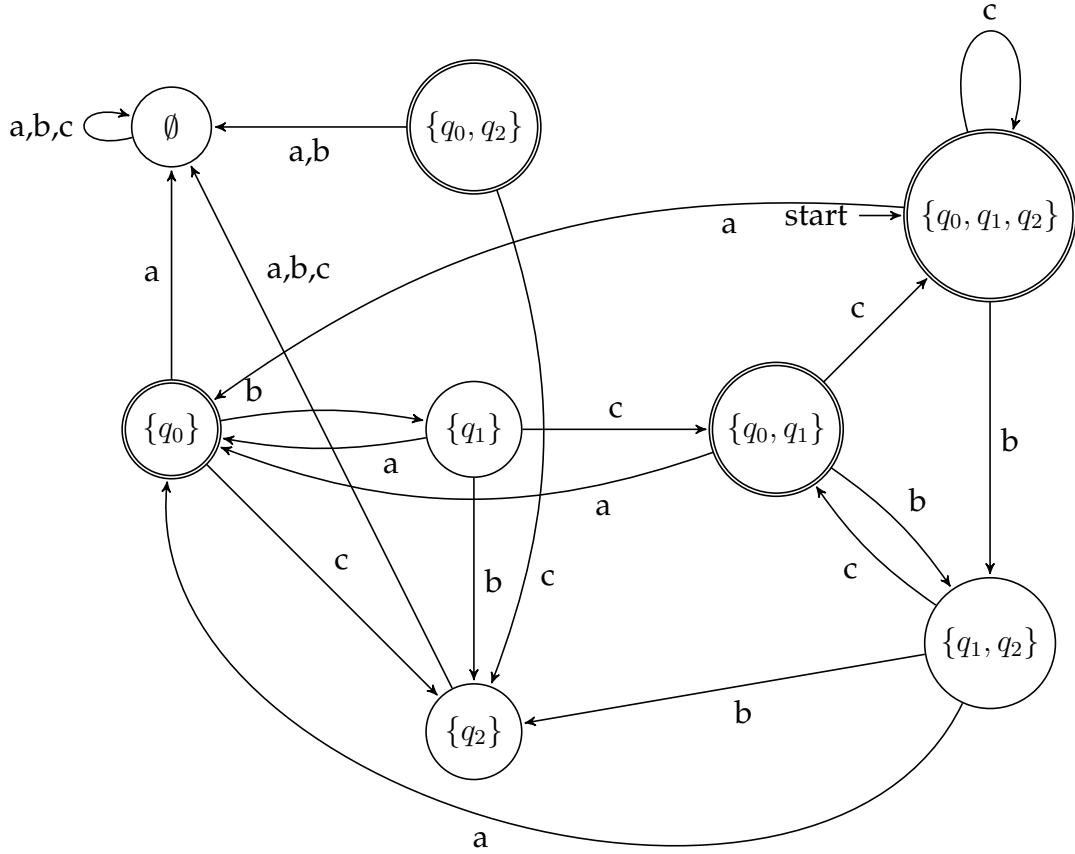 c
a,b,c
∅
{q₀, q₂}
a,b
start
{q₀, q₁, q₂}
a
a
a,b,c
c
b
{q₀}
{q₁}
c
{q₀, q₁}
b
a
a
b
c
b
c
c
{q₁, q₂}
{q₂}
b
a